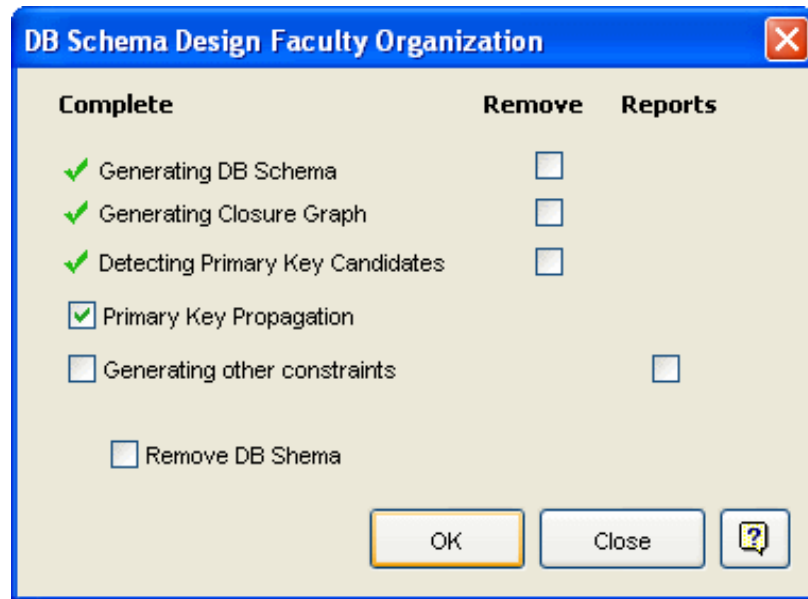 DB Schema Design Faculty Organization
Complete Remove Reports
Generating DB Schema
Generating Closure Graph
Detecting Primary Key Candidates
Primary Key Propagation
Generating other constraints
Remove DB Shema
OK Close ?